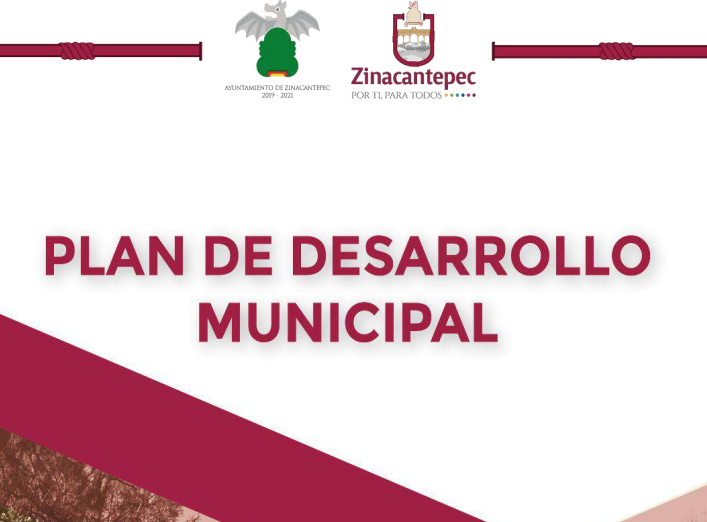 AYUNTAMIENTO DE ZINACANTEPEC
2019 - 2021
Zinacantepec
POR TI, PARA TODOS
PLAN DE DESARROLLO
MUNICIPAL